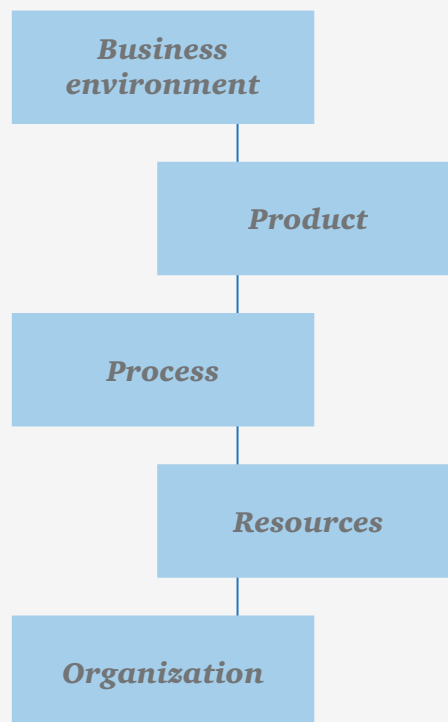 Business
environment
Product
Process
Resources
Organization